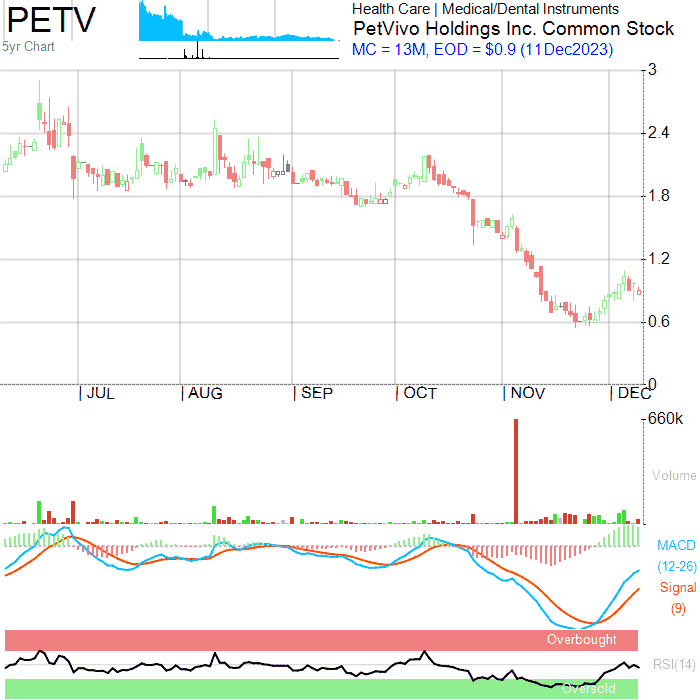 PETV
5yr Chart
Health Care | Medical/Dental Instruments
PetVivo Holdings Inc. Common Stock
MC = 13M, EOD = $0.9 (11Dec2023)
3
2.4
1.8
1.2
0.6
0
JUL
AUG
SEP
OCT
NOV
DEC
660k
Volume
MACD
(12-26)
Signal
(9)
Overbought
RSI(14)
Oversold